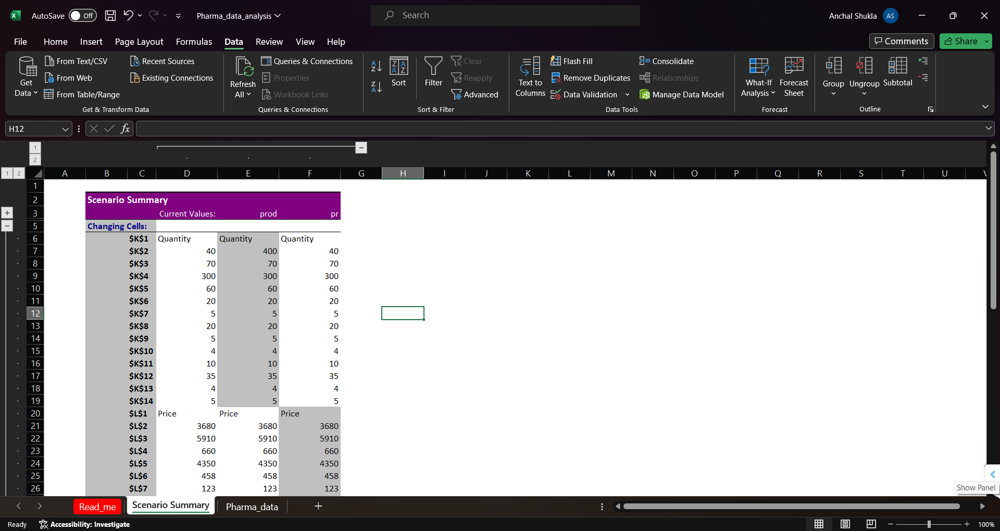 AutoSave Off Pharma_data_analysis Search Anchal Shukla AS
File Home Insert Page Layout Formulas Data Review View Help Comments Share
Get Data From Text/CSV Recent Sources Refresh All Queries & Connections Sort Filter Clear Text to Columns Flash Fill Consolidate What-If Analysis Forecast Sheet Group Ungroup Subtotal
From Web Existing Connections Properties Reapply Remove Duplicates Relationships
From Table/Range Workbook Links Advanced Data Validation Manage Data Model
Get & Transform Data Queries & Connections Sort & Filter Data Tools Forecast Outline
H12 fx
1
2
1 2 A B C D E F G H I J K L M N O P Q R S T U
1
2 Scenario Summary
3 Current Values: prod pr
5 Changing Cells:
6 $K$1 Quantity Quantity Quantity
7 $K$2 40 400 40
8 $K$3 70 70 70
9 $K$4 300 300 300
10 $K$5 60 60 60
11 $K$6 20 20 20
12 $K$7 5 5 5
13 $K$8 20 20 20
14 $K$9 5 5 5
15 $K$10 4 4 4
16 $K$11 10 10 10
17 $K$12 35 35 35
18 $K$13 4 4 4
19 $K$14 5 5 5
20 $L$1 Price Price Price
21 $L$2 3680 3680 3680
22 $L$3 5910 5910 5910
23 $L$4 660 660 660
24 $L$5 4350 4350 4350
25 $L$6 458 458 458
26 $L$7 123 123 123
Show Panel
Read_me Scenario Summary Pharma_data
Ready Accessibility: Investigate 100%